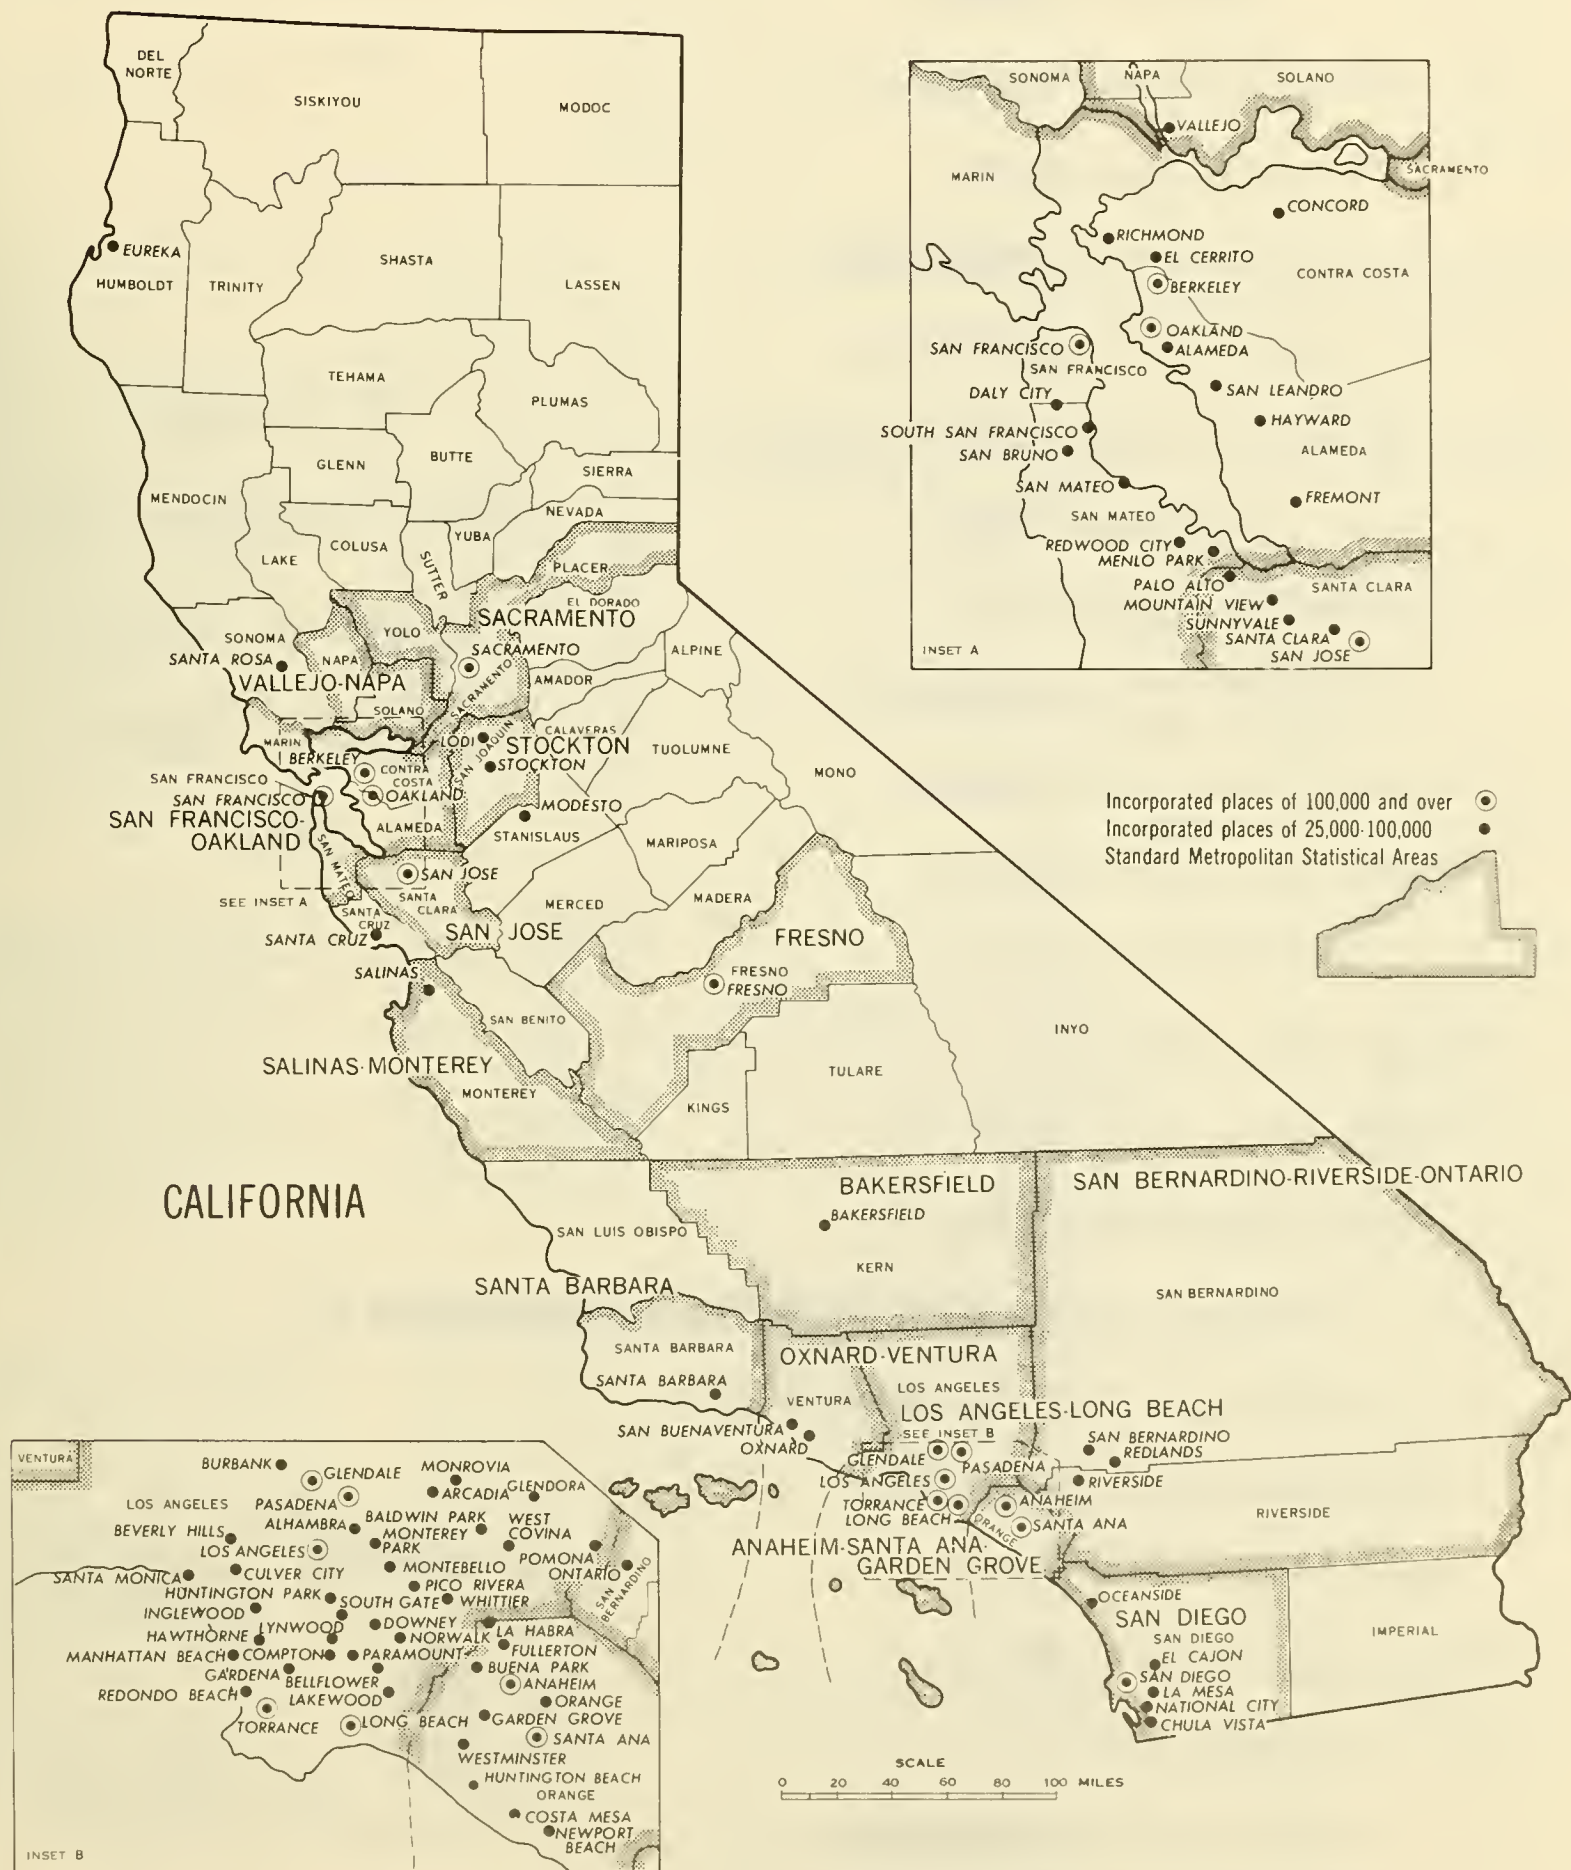 DEL
NORTE
SISKIYOU
MODOC
EUREKA
HUMBOLDT
TRINITY
SHASTA
LASSEN
TEHAMA
PLUMAS
GLENN
BUTTE
SIERRA
MENDOCIN
NEVADA
YUBA
COLUSA
LAKE
SUTTER
PLACER
EL DORADO
SACRAMENTO
YOLO
SONOMA
NAPA
SANTA ROSA
SACRAMENTO
SACRAMENTO
ALPINE
AMADOR
VALLEJO-NAPA
SOLANO
CALAVERAS
MARIN
LODI
SAN JOAQUIN
STOCKTON
STOCKTON
TUOLUMNE
BERKELEY
CONTRA
COSTA
MONO
SAN FRANCISCO
SAN FRANCISCO
OAKLAND
MODESTO
SAN FRANCISCO-
OAKLAND
ALAMEDA
STANISLAUS
MARIPOSA
SAN MATEO
SAN JOSE
SEE INSET A
SANTA
CLARA
MERCED
MADERA
SANTA
CRUZ
SANTA CRUZ
SAN JOSE
FRESNO
SALINAS
FRESNO
FRESNO
SAN BENITO
INYO
SALINAS-MONTEREY
MONTEREY
TULARE
KINGS
CALIFORNIA
BAKERSFIELD
SAN BERNARDINO-RIVERSIDE-ONTARIO
BAKERSFIELD
SAN LUIS OBISPO
KERN
SANTA BARBARA
SAN BERNARDINO
SANTA BARBARA
OXNARD-VENTURA
SANTA BARBARA
VENTURA
LOS ANGELES
LOS ANGELES-LONG BEACH
SAN BUENAVENTURA
OXNARD
SEE INSET B
GLENDALE
PASADENA
SAN BERNARDINO
REDLANDS
LOS ANGELES
RIVERSIDE
TORRANCE
LONG BEACH
ORANGE
ANAHEIM
SANTA ANA
RIVERSIDE
ANAHEIM-SANTA ANA-
GARDEN GROVE
OCEANSIDE
SAN DIEGO
SAN DIEGO
EL CAJON
SAN DIEGO
LA MESA
NATIONAL CITY
CHULA VISTA
IMPERIAL
SCALE
0 20 40 60 80 100 MILES
SONOMA
NAPA
SOLANO
VALLEJO
MARIN
SACRAMENTO
CONCORD
RICHMOND
EL CERRITO
CONTRA COSTA
BERKELEY
OAKLAND
SAN FRANCISCO
ALAMEDA
SAN FRANCISCO
DALY CITY
SAN LEANDRO
SOUTH SAN FRANCISCO
HAYWARD
SAN BRUNO
ALAMEDA
SAN MATEO
FREMONT
SAN MATEO
REDWOOD CITY
MENLO PARK
PALO ALTO
SANTA CLARA
MOUNTAIN VIEW
SUNNYVALE
SANTA CLARA
SAN JOSE
INSET A
Incorporated places of 100,000 and over
Incorporated places of 25,000-100,000
Standard Metropolitan Statistical Areas
VENTURA
BURBANK
GLENDALE
MONROVIA
LOS ANGELES
PASADENA
ARCADIA
GLENDORA
BEVERLY HILLS
ALHAMBRA
BALDWIN PARK
WEST
COVINA
MONTEREY
PARK
LOS ANGELES
SANTA MONICA
CULVER CITY
MONTEBELLO
POMONA
ONTARIO
HUNTINGTON PARK
PICO RIVERA
SAN
BERNARDINO
INGLEWOOD
SOUTH GATE
WHITTIER
HAWTHORNE
LYNWOOD
DOWNEY
LA HABRA
NORWALK
FULLERTON
MANHATTAN BEACH
COMPTON
PARAMOUNT
GARDENA
BELLFLOWER
BUENA PARK
REDONDO BEACH
LAKEWOOD
ANAHEIM
ORANGE
TORRANCE
LONG BEACH
GARDEN GROVE
SANTA ANA
WESTMINSTER
HUNTINGTON BEACH
ORANGE
COSTA MESA
NEWPORT
BEACH
INSET B